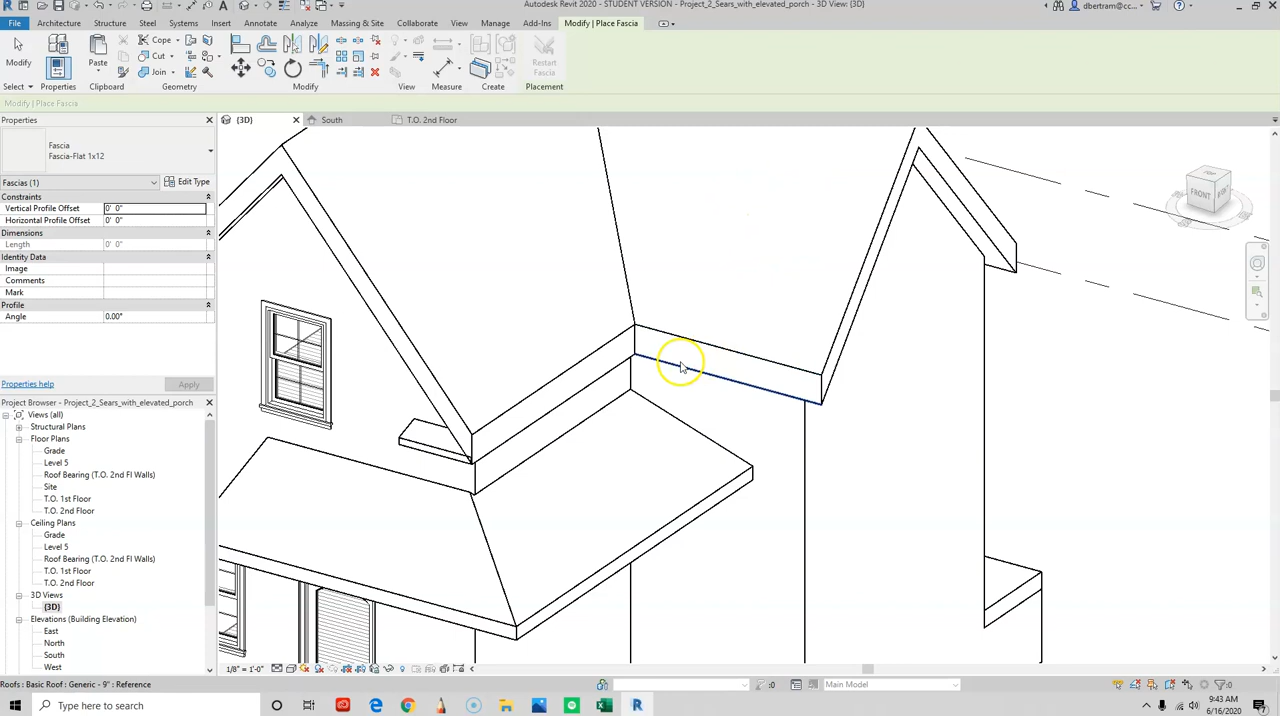 Autodesk Revit 2020 - STUDENT VERSION - Project_2_Sears_with_elevated_porch - 3D View: {3D}
dbertram@cc...
File Architecture Structure Steel Systems Insert Annotate Analyze Massing & Site Collaborate View Manage Add-Ins Modify | Place Fascia
Modify Paste Cope Cut Join Restart Fascia
Select Properties Clipboard Geometry Modify View Measure Create Placement
Modify | Place Fascia
Properties
{3D} South T.O. 2nd Floor
Fascia
Fascia-Flat 1x12
Fascias (1) Edit Type
Constraints
Vertical Profile Offset 0' 0"
Horizontal Profile Offset 0' 0"
Dimensions
Length 0' 0"
Identity Data
Image
Comments
Mark
Profile
Angle 0.00°
Properties help Apply
Project Browser - Project_2_Sears_with_elevated_porch
Views (all)
Structural Plans
Floor Plans
Grade
Level 5
Roof Bearing (T.O. 2nd Fl Walls)
Site
T.O. 1st Floor
T.O. 2nd Floor
Ceiling Plans
Grade
Level 5
Roof Bearing (T.O. 2nd Fl Walls)
T.O. 1st Floor
T.O. 2nd Floor
3D Views
{3D}
Elevations (Building Elevation)
East
North
South
West
FRONT
1/8" = 1'-0"
Roofs : Basic Roof : Generic - 9" : Reference
:0 Main Model :0
Type here to search
9:43 AM
6/16/2020